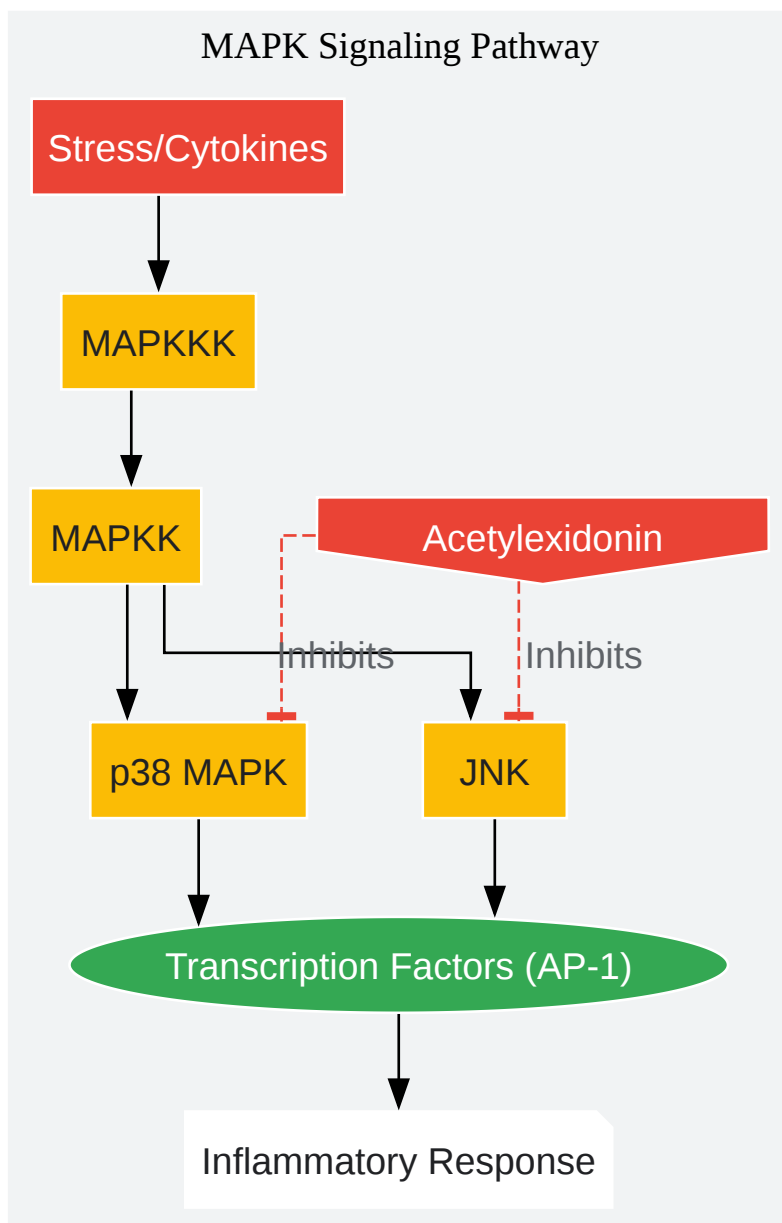 MAPK Signaling Pathway
Stress/Cytokines
MAPKKK
MAPKK
Acetylexidonin
Inhibits
Inhibits
p38 MAPK
JNK
Transcription Factors (AP-1)
Inflammatory Response